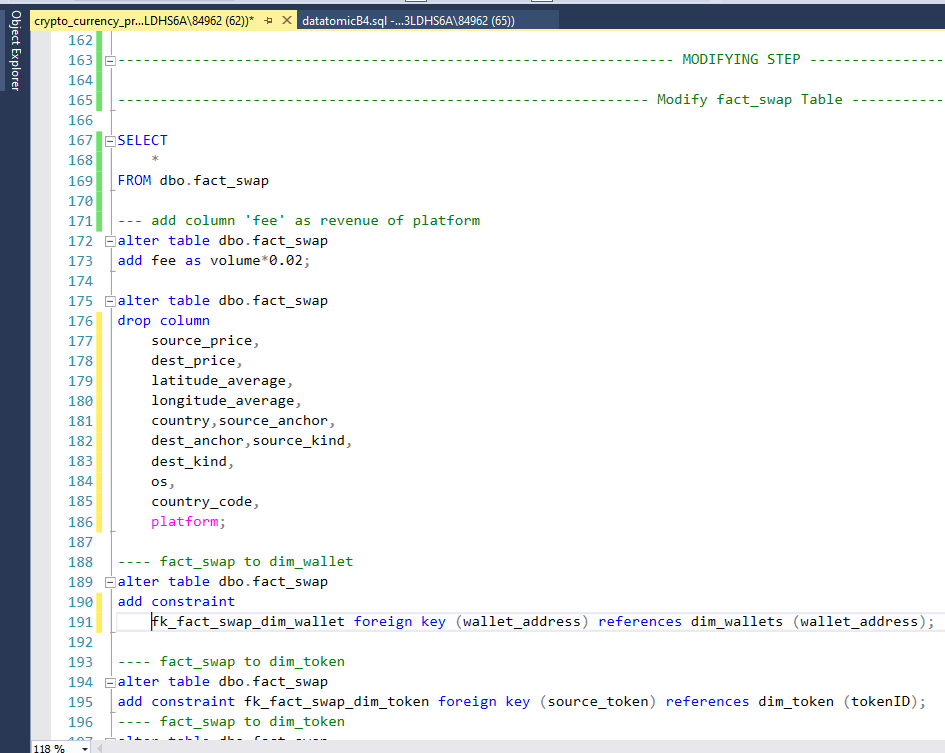 crypto_currency_pr...LDHS6A\84962 (62))*
datatomicB4.sql -...3LDHS6A\84962 (65))
Object Explorer
162
163 ------------------------------------------------------------------ MODIFYING STEP ----------------
164
165 --------------------------------------------------------------- Modify fact_swap Table -----------
166
167 SELECT
168 *
169 FROM dbo.fact_swap
170
171 --- add column 'fee' as revenue of platform
172 alter table dbo.fact_swap
173 add fee as volume*0.02;
174
175 alter table dbo.fact_swap
176 drop column
177 source_price,
178 dest_price,
179 latitude_average,
180 longitude_average,
181 country,source_anchor,
182 dest_anchor,source_kind,
183 dest_kind,
184 os,
185 country_code,
186 platform;
187
188 ---- fact_swap to dim_wallet
189 alter table dbo.fact_swap
190 add constraint
191 fk_fact_swap_dim_wallet foreign key (wallet_address) references dim_wallets (wallet_address);
192
193 ---- fact_swap to dim_token
194 alter table dbo.fact_swap
195 add constraint fk_fact_swap_dim_token foreign key (source_token) references dim_token (tokenID);
196 ---- fact_swap to dim_token
197 alter table dbo.fact_swap
118 %